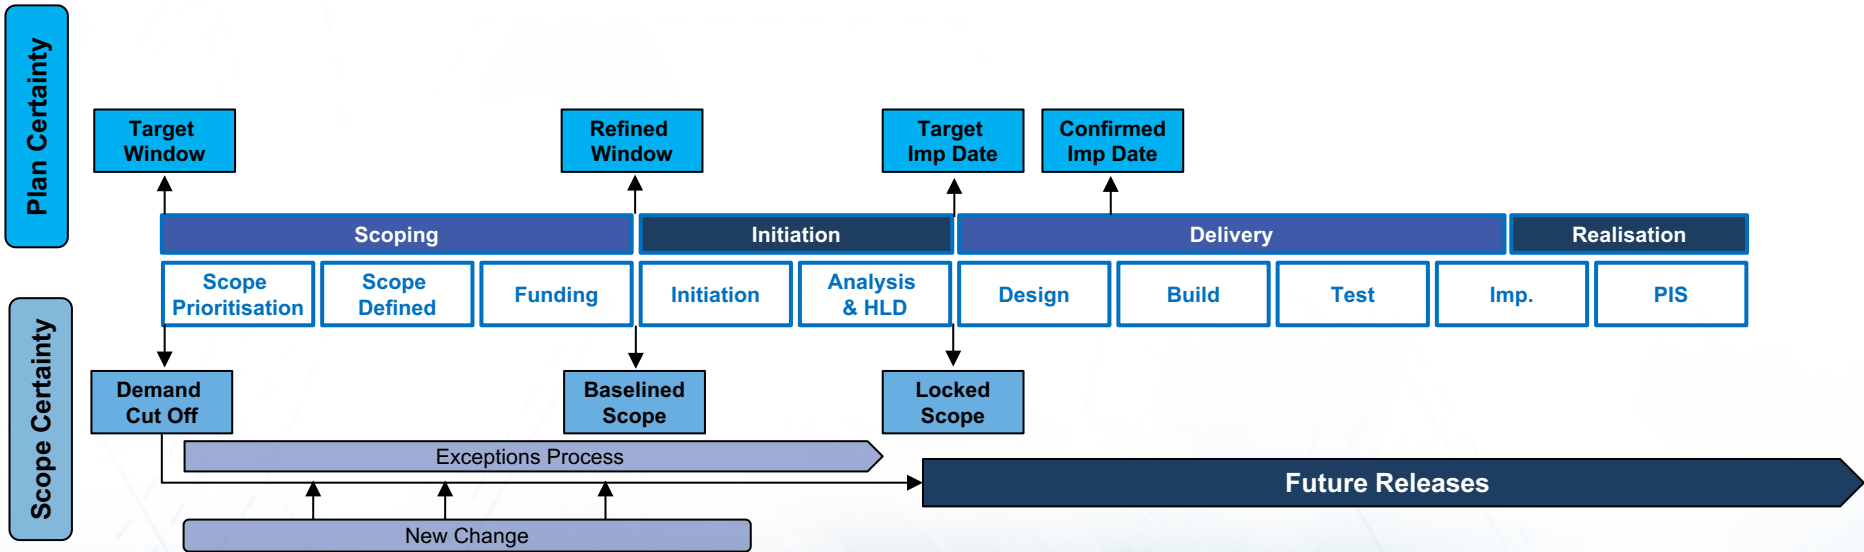 Plan Certainty
Target
Window
Refined
Window
Target
Imp Date
Confirmed
Imp Date
Scoping
Initiation
Delivery
Realisation
Scope
Prioritisation
Scope
Defined
Funding
Initiation
Analysis
& HLD
Design
Build
Test
Imp.
PIS
Scope Certainty
Demand
Cut Off
Baselined
Scope
Locked
Scope
Exceptions Process
Future Releases
New Change